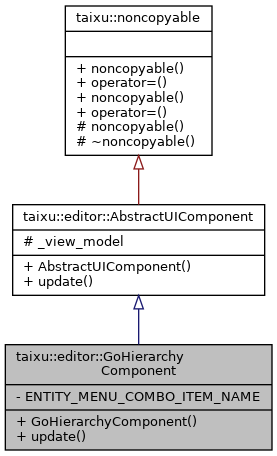 taixu::noncopyable
+ noncopyable()
+ operator=()
+ noncopyable()
+ operator=()
# noncopyable()
# ~noncopyable()
taixu::editor::AbstractUIComponent
# _view_model
+ AbstractUIComponent()
+ update()
taixu::editor::GoHierarchy
Component
- ENTITY_MENU_COMBO_ITEM_NAME
+ GoHierarchyComponent()
+ update()